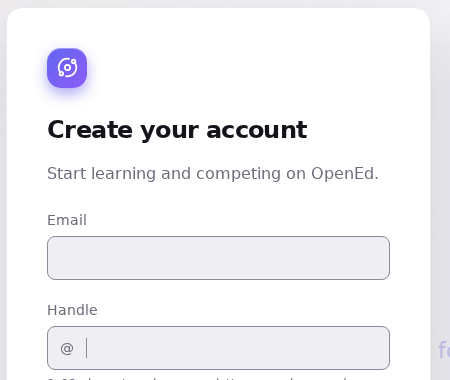 Create your account
Start learning and competing on OpenEd.
Email
Handle
@